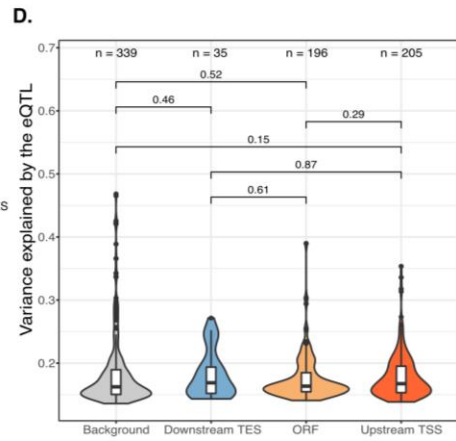 D.
0.7
n = 339 n = 35 n = 196 n = 205
0.52
0.6
0.46
0.29
0.15
0.5
0.87
0.61
0.4
0.3
0.2
Variance explained by the eQTL
s
Background Downstream TES ORF Upstream TSS